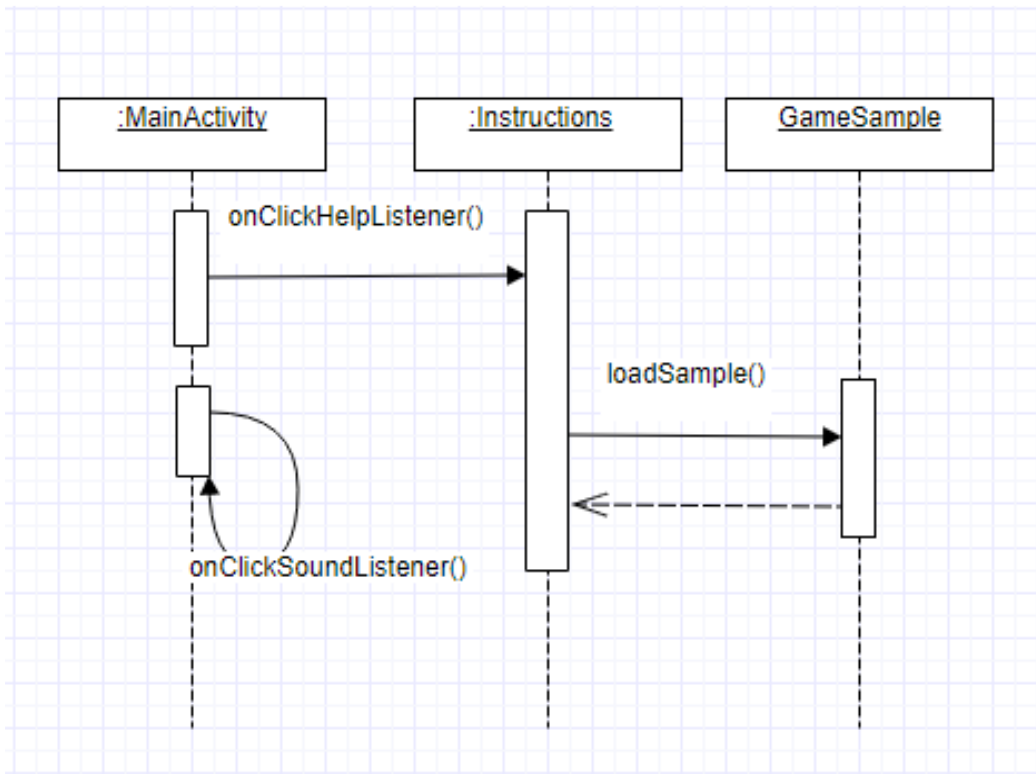 :MainActivity
:Instructions
GameSample
onClickHelpListener()
loadSample()
onClickSoundListener()